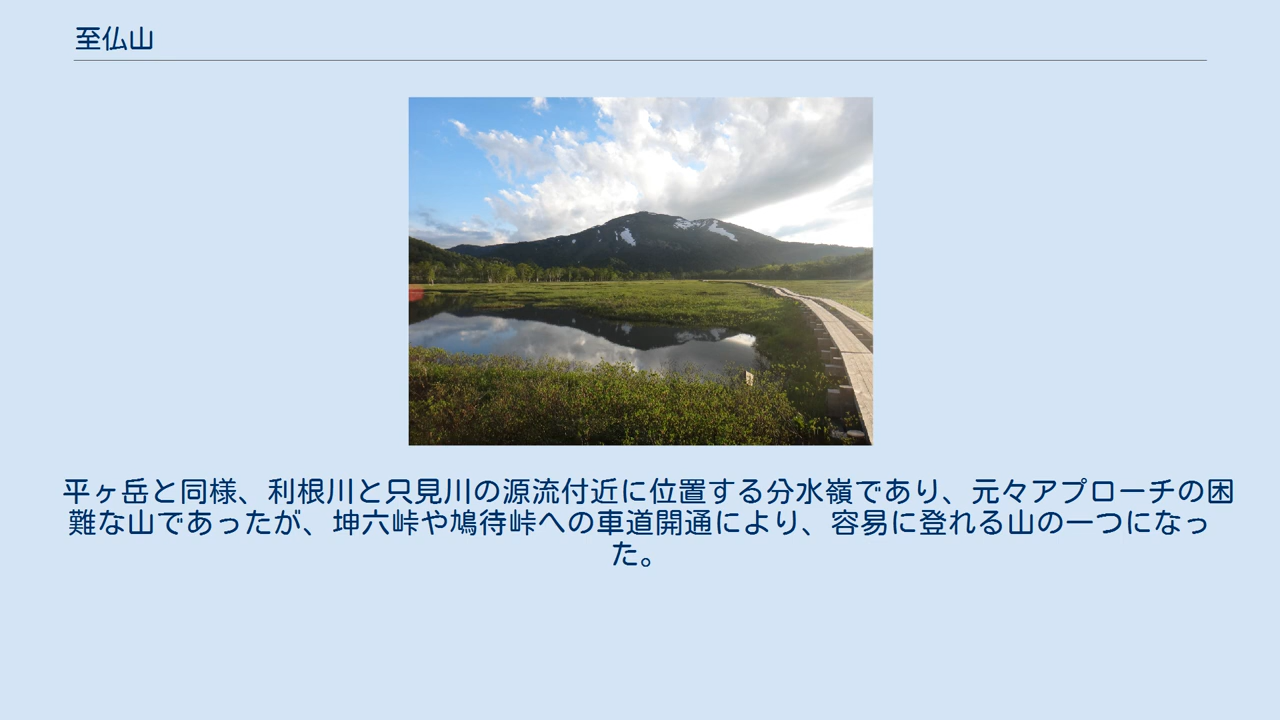 至仏山
平ヶ岳と同様、利根川と只見川の源流付近に位置する分水嶺であり、元々アプローチの困
難な山であったが、坤六峠や鳩待峠への車道開通により、容易に登れる山の一つになっ
た。